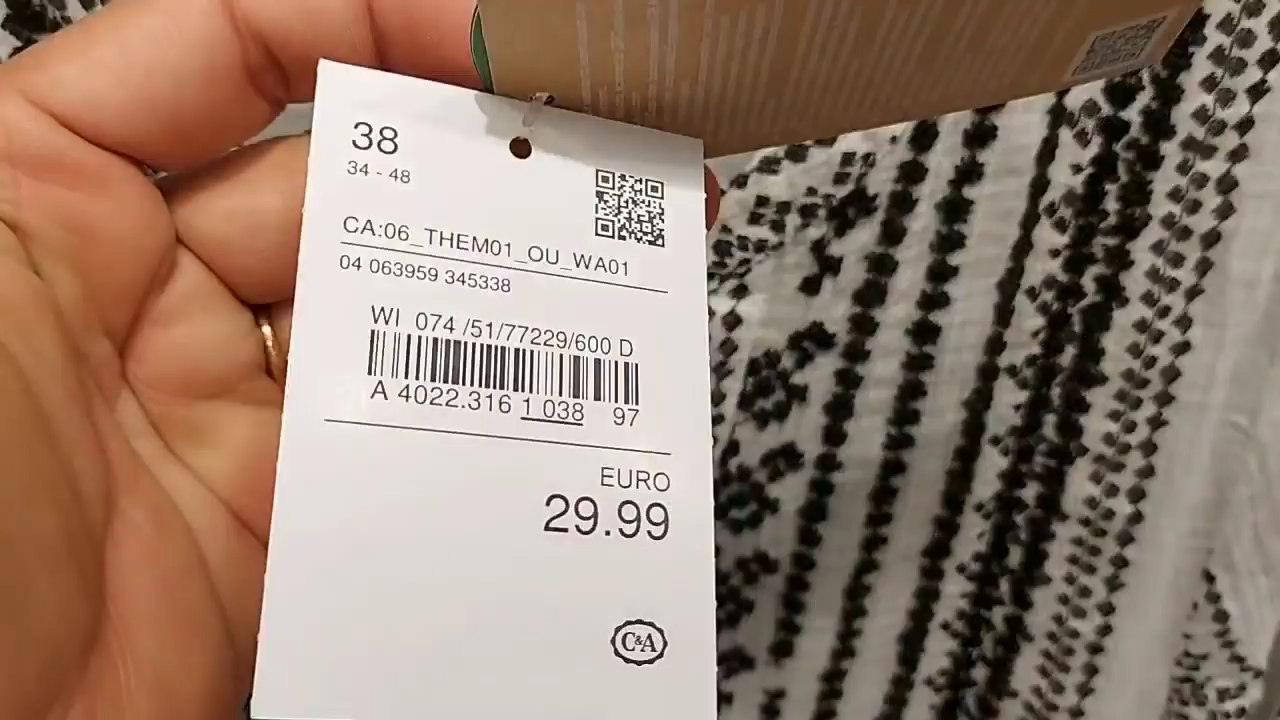 38
34 - 48
CA:06_THEM01_OU_WA01
04 063959 345338
WI 074 /51/77229/600 D
A 4022.316 1 038 97
EURO
29.99
C&A